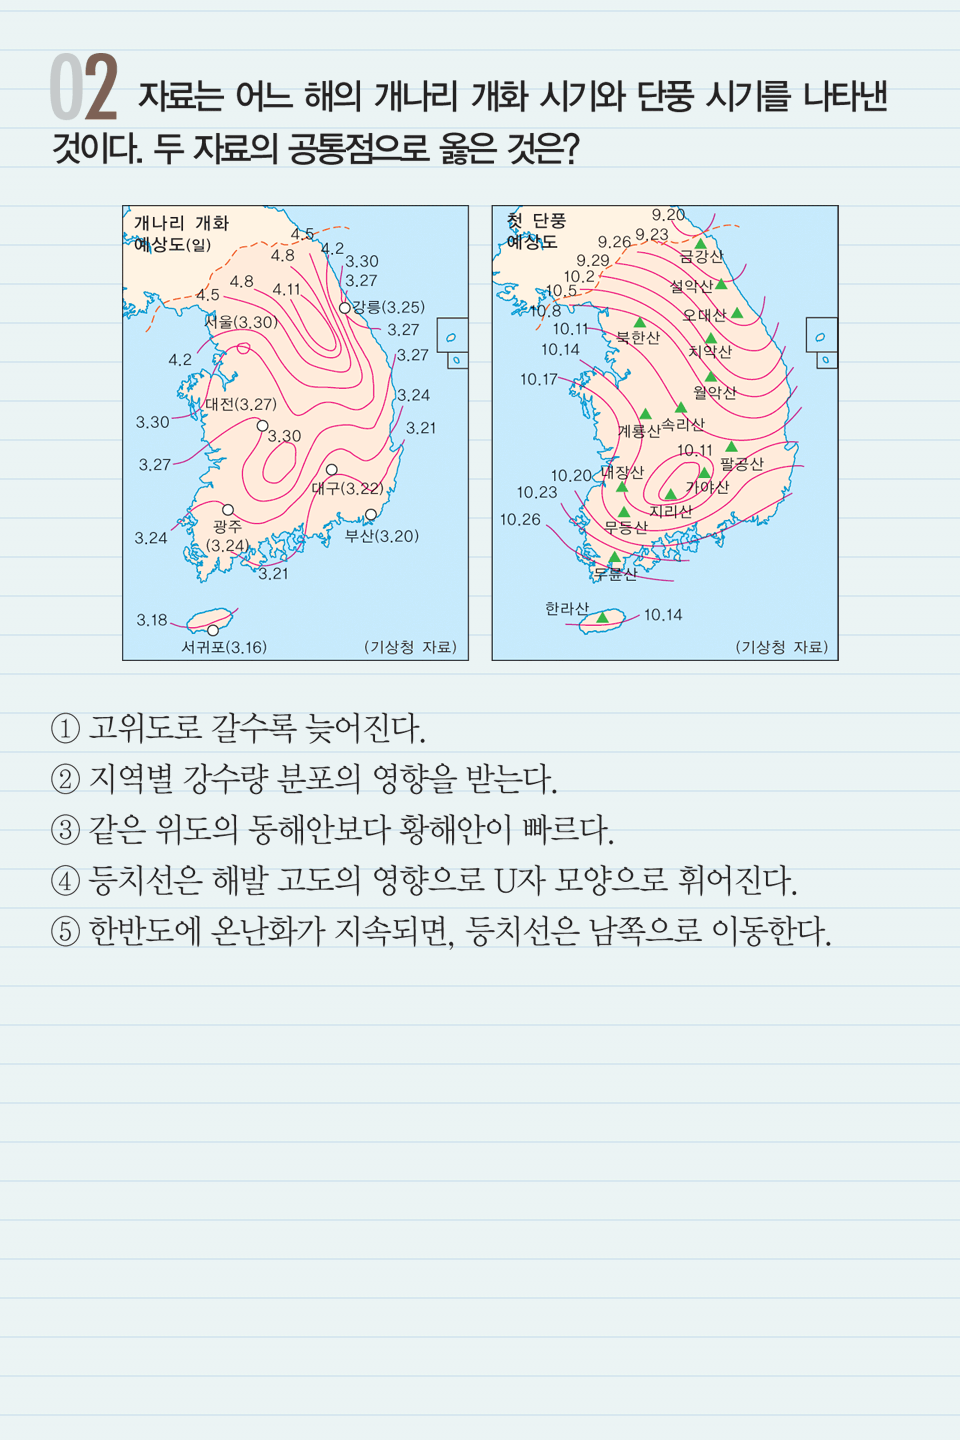 02 자료는 어느 해의 개나리 개화 시기와 단풍 시기를 나타낸
것이다. 두 자료의 공통점으로 옳은 것은?
개나리 개화
예상도(일)
4.5
4.2
4.8
3.30
3.27
4.8
4.11
4.5
강릉(3.25)
서울(3.30)
3.27
4.2
3.27
3.24
대전(3.27)
3.30
3.30
3.21
3.27
대구(3.22)
광주
(3.24)
3.24
부산(3.20)
3.21
3.18
서귀포(3.16)
(기상청 자료)
첫 단풍
예상도
9.20
9.23
9.26
금강산
9.29
10.2
설악산
10.5
10.8
오대산
10.11
북한산
10.14
치악산
10.17
월악산
계룡산
속리산
10.11
팔공산
10.20
내장산
가야산
10.23
지리산
10.26
무등산
두륜산
한라산
10.14
(기상청 자료)
① 고위도로 갈수록 늦어진다.
② 지역별 강수량 분포의 영향을 받는다.
③ 같은 위도의 동해안보다 황해안이 빠르다.
④ 등치선은 해발 고도의 영향으로 U자 모양으로 휘어진다.
⑤ 한반도에 온난화가 지속되면, 등치선은 남쪽으로 이동한다.